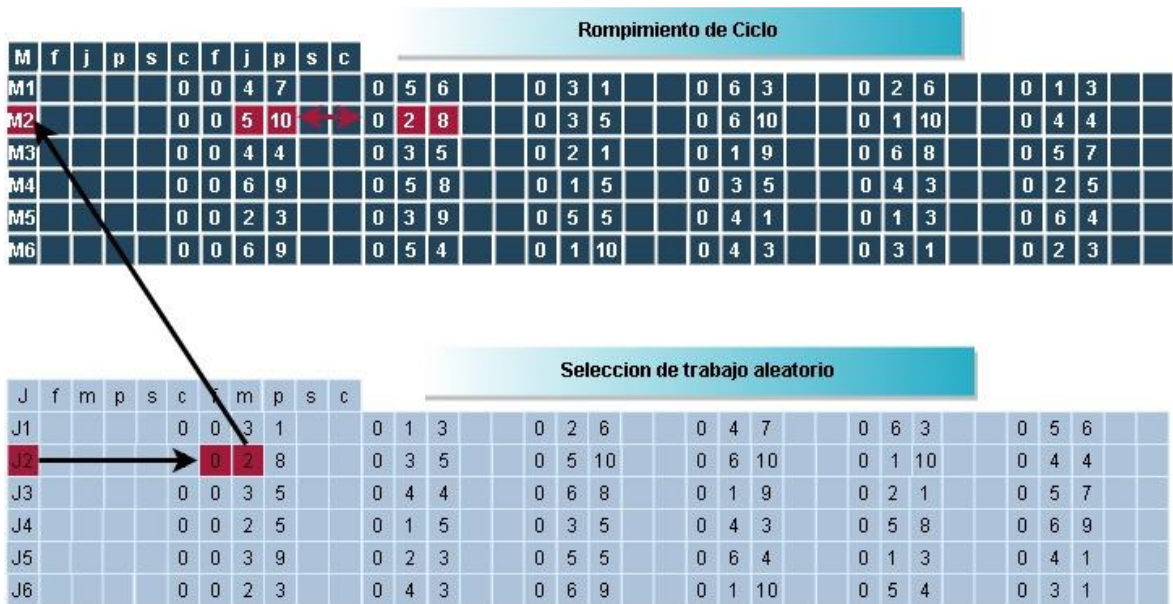 Rompimiento de Ciclo
M f j p s c f j p s c
M1 0 0 4 7 0 5 6 0 3 1 0 6 3 0 2 6 0 1 3
M2 0 0 5 10 0 2 8 0 3 5 0 6 10 0 1 10 0 4 4
M3 0 0 4 4 0 3 5 0 2 1 0 1 9 0 6 8 0 5 7
M4 0 0 6 9 0 5 8 0 1 5 0 3 5 0 4 3 0 2 5
M5 0 0 2 3 0 3 9 0 5 5 0 4 1 0 1 3 0 6 4
M6 0 0 6 9 0 5 4 0 1 10 0 4 3 0 3 1 0 2 3
Seleccion de trabajo aleatorio
J f m p s c f m p s c
J1 0 0 3 1 0 1 3 0 2 6 0 4 7 0 6 3 0 5 6
J2 0 2 8 0 3 5 0 5 10 0 6 10 0 1 10 0 4 4
J3 0 0 3 5 0 4 4 0 6 8 0 1 9 0 2 1 0 5 7
J4 0 0 2 5 0 1 5 0 3 5 0 4 3 0 5 8 0 6 9
J5 0 0 3 9 0 2 3 0 5 5 0 6 4 0 1 3 0 4 1
J6 0 0 2 3 0 4 3 0 6 9 0 1 10 0 5 4 0 3 1